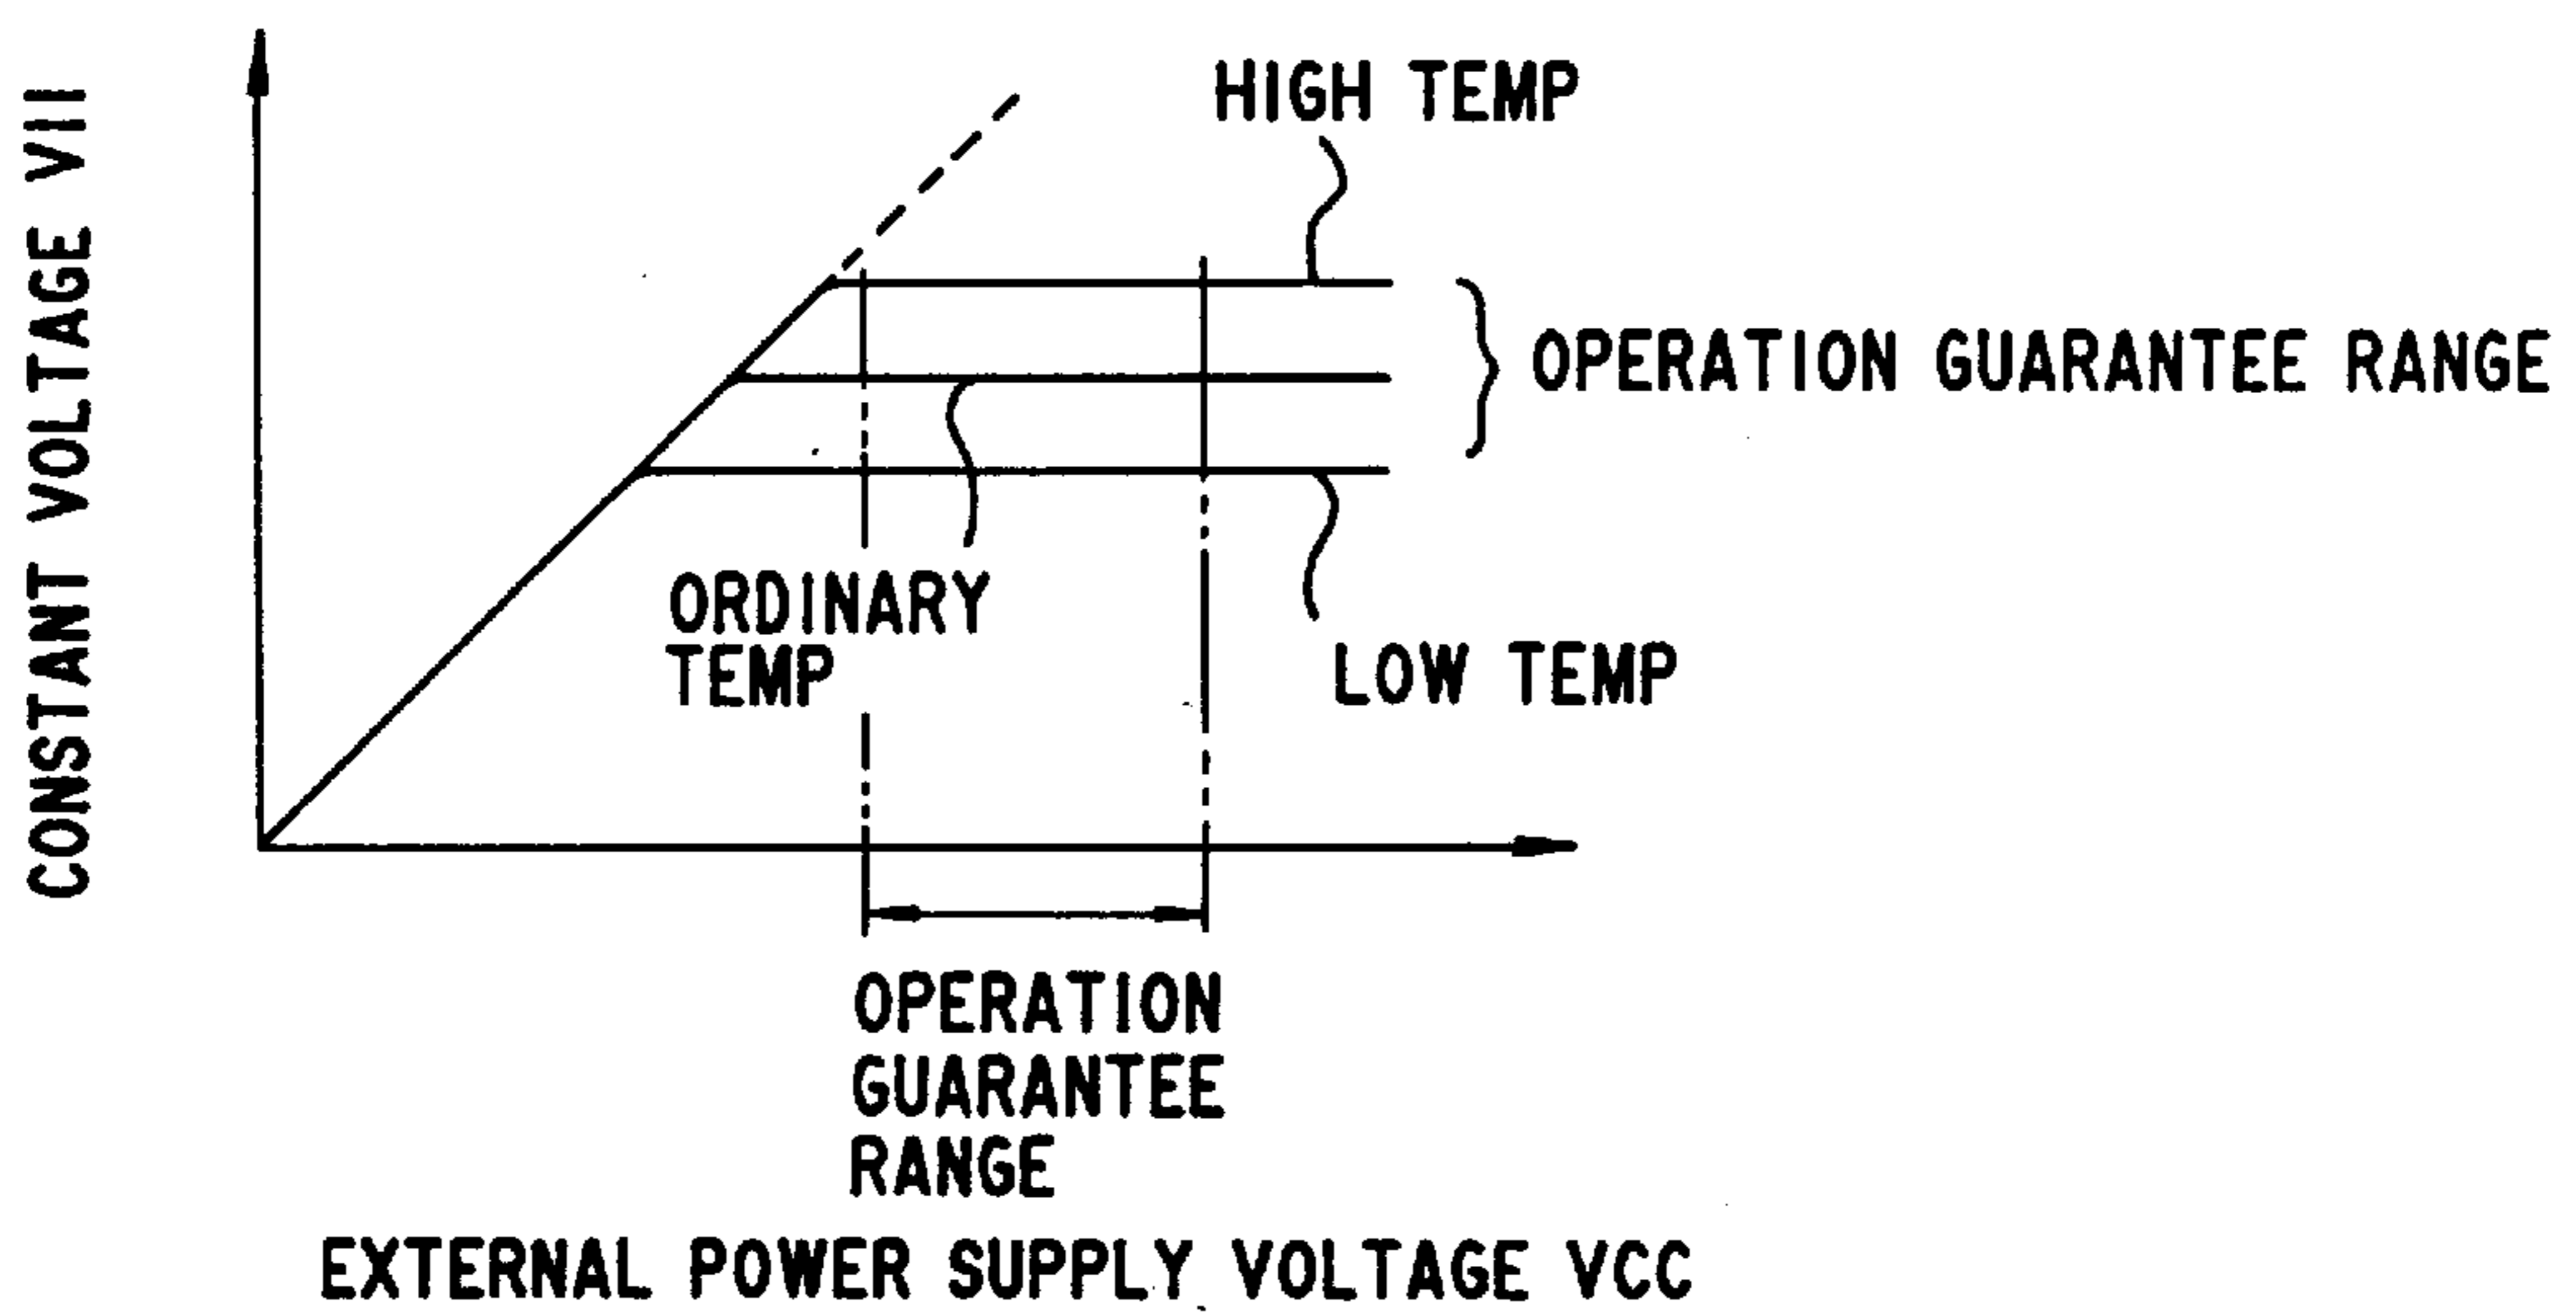 CONSTANT VOLTAGE VII
HIGH TEMP
OPERATION GUARANTEE RANGE
ORDINARY
TEMP
LOW TEMP
OPERATION
GUARANTEE
RANGE
EXTERNAL POWER SUPPLY VOLTAGE VCC